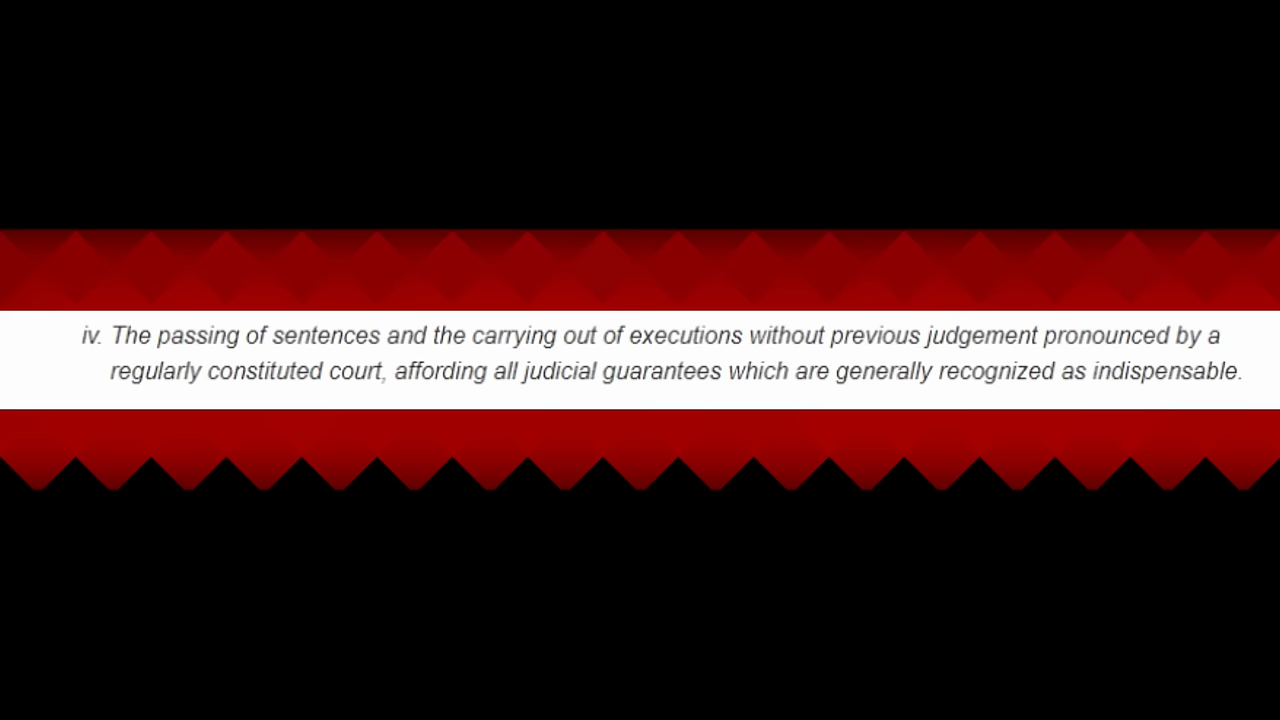 iv. The passing of sentences and the carrying out of executions without previous judgement pronounced by a
regularly constituted court, affording all judicial guarantees which are generally recognized as indispensable.